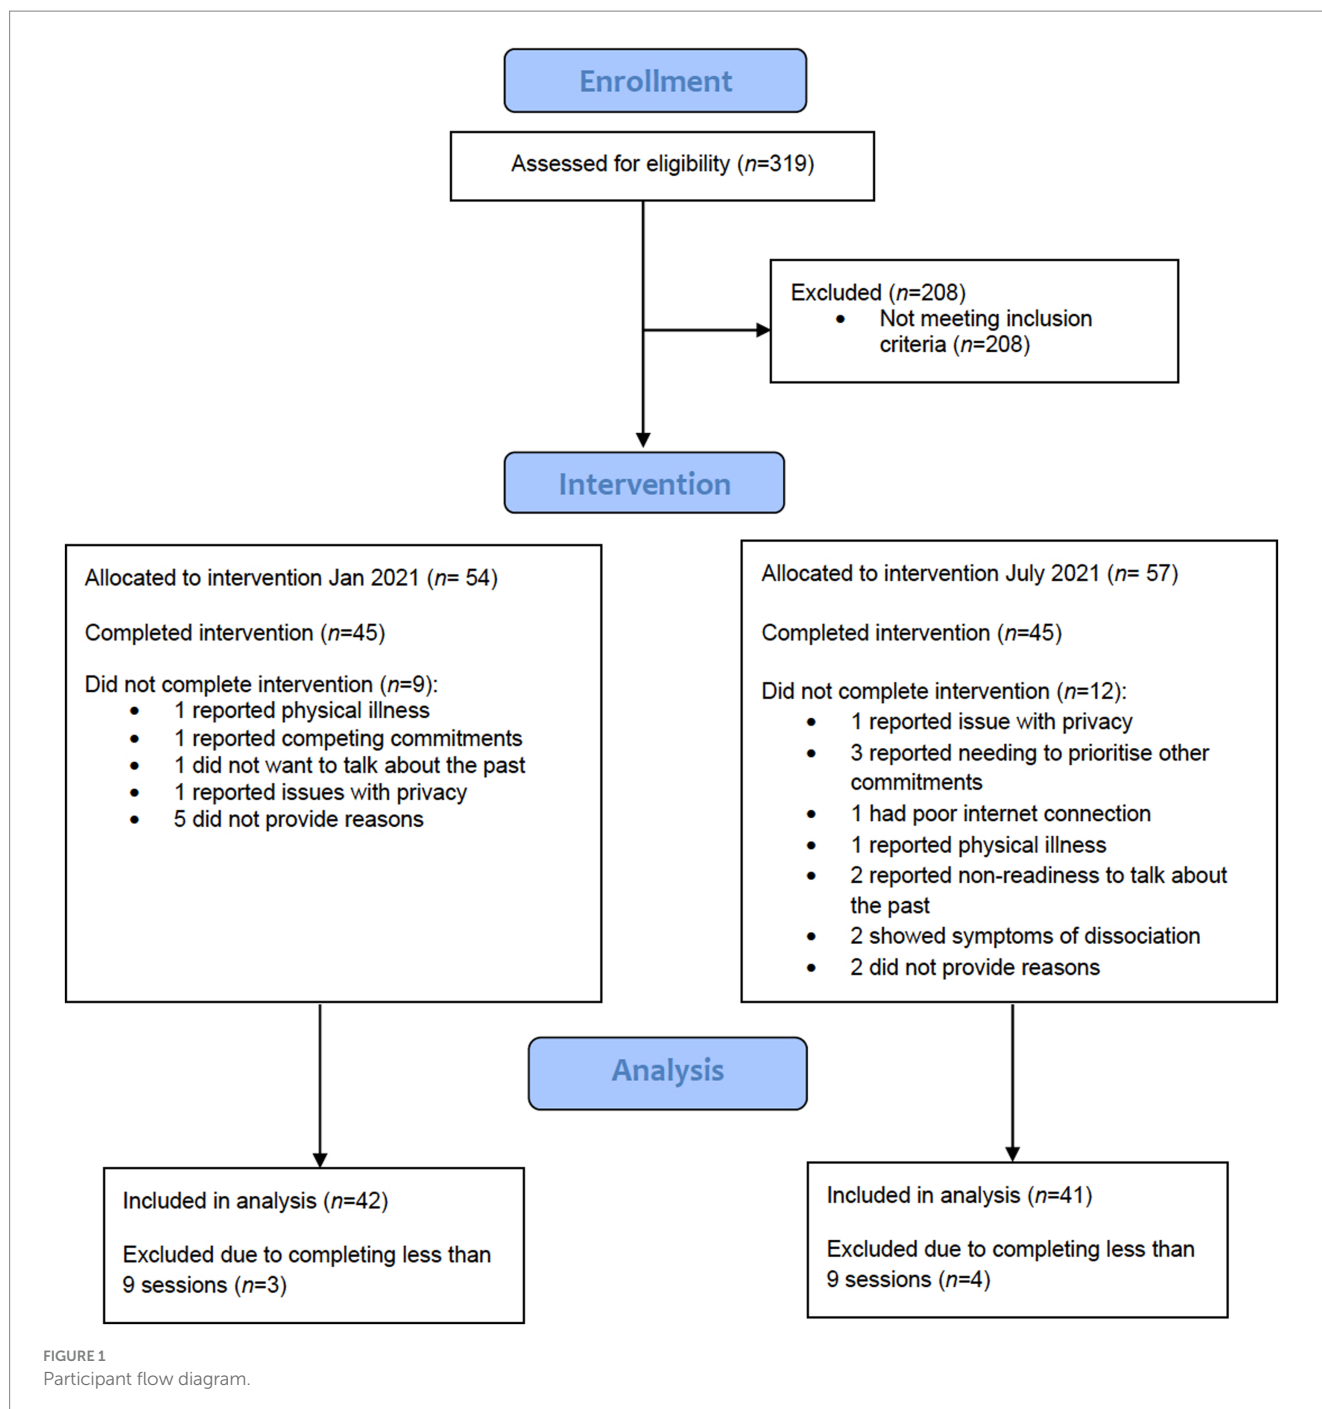 Enrollment
Assessed for eligibility (n=319)
Excluded (n=208)
• Not meeting inclusion
criteria (n=208)
Intervention
Allocated to intervention Jan 2021 (n= 54)
Completed intervention (n=45)
Did not complete intervention (n=9):
• 1 reported physical illness
• 1 reported competing commitments
• 1 did not want to talk about the past
• 1 reported issues with privacy
• 5 did not provide reasons
Allocated to intervention July 2021 (n= 57)
Completed intervention (n=45)
Did not complete intervention (n=12):
• 1 reported issue with privacy
• 3 reported needing to prioritise other
commitments
• 1 had poor internet connection
• 1 reported physical illness
• 2 reported non-readiness to talk about
the past
• 2 showed symptoms of dissociation
• 2 did not provide reasons
Analysis
Included in analysis (n=42)
Excluded due to completing less than
9 sessions (n=3)
Included in analysis (n=41)
Excluded due to completing less than
9 sessions (n=4)
FIGURE 1
Participant flow diagram.